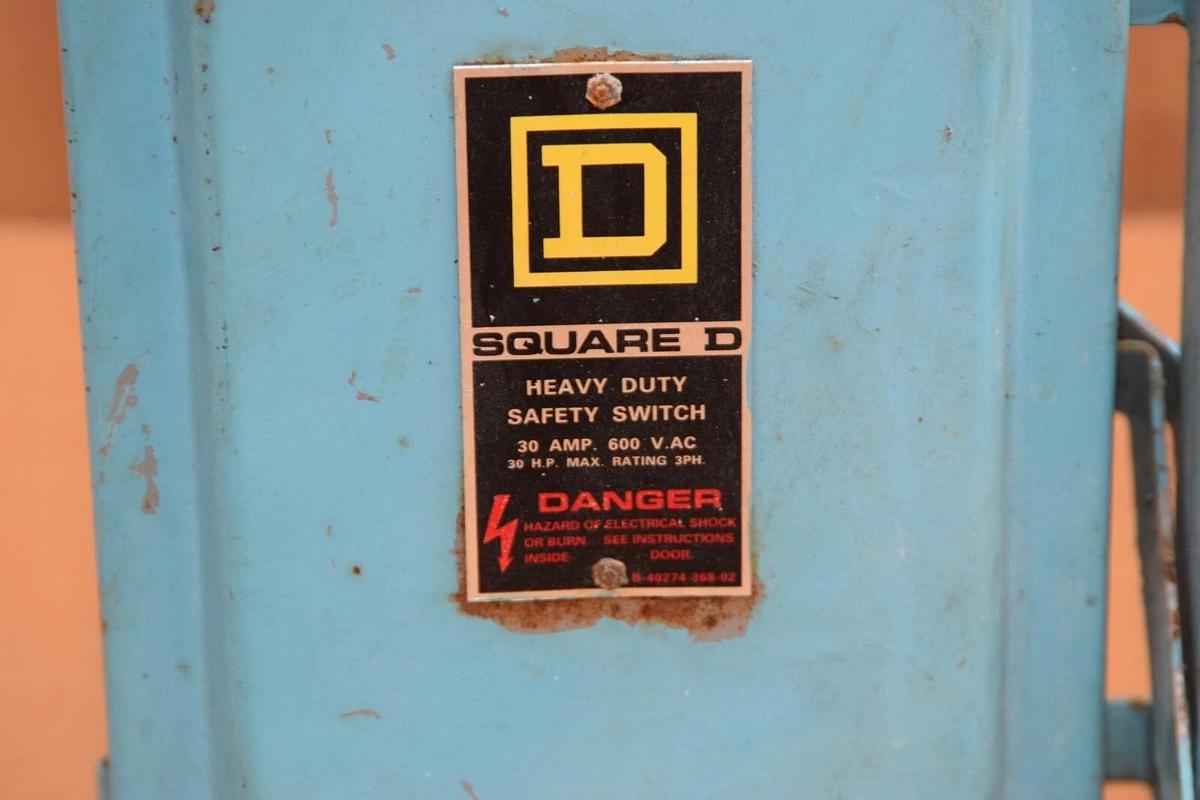 D
SQUARE D
HEAVY DUTY
SAFETY SWITCH
30 AMP. 600 V.AC
30 H.P. MAX. RATING 3PH.
DANGER
HAZARD OF ELECTRICAL SHOCK
OR BURN SEE INSTRUCTIONS
INSIDE DOOR
B-40274-368-02